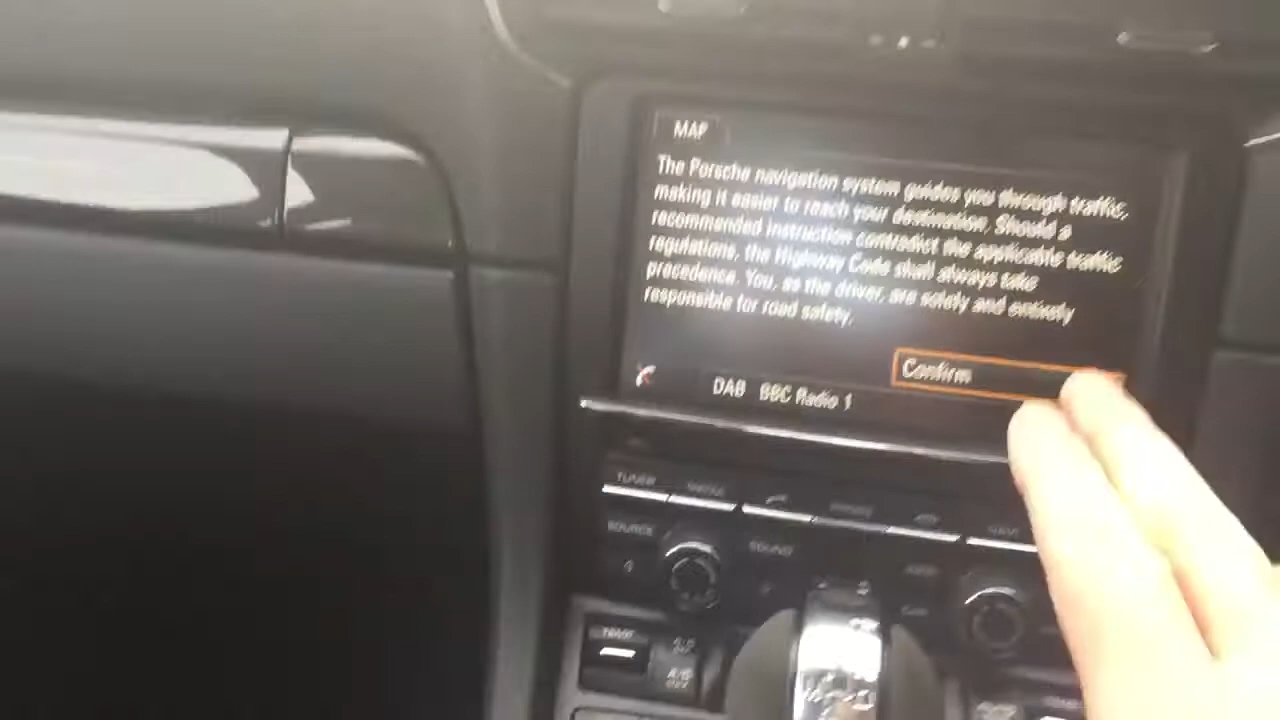 MAP
The Porsche navigation system guides you through traffic,
making it easier to reach your destination. Should a
recommended instruction contradict the applicable traffic
regulations, the Highway Code shall always take
precedence. You, as the driver, are solely and entirely
responsible for road safety.
Confirm
DAB BBC Radio 1
TUNER
SOURCE
SOUND